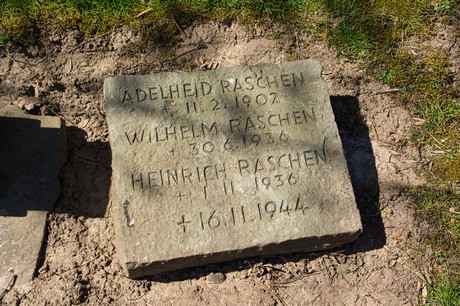 ADELHEID RASCHEN
+ 11.2.1902
WILHELM RASCHEN
+ 30.6.1936
HEINRICH RASCHEN
+ 1.11.1936
+ 16.11.1944